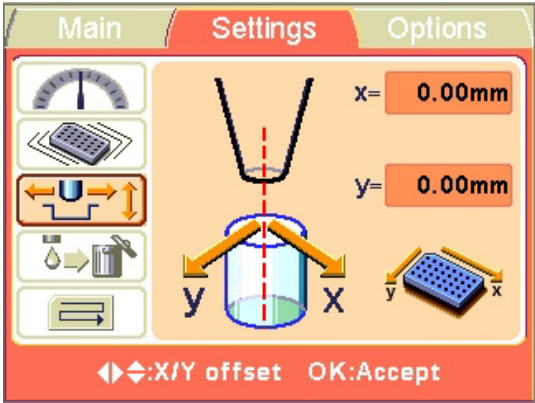 Main Settings Options
x= 0.00mm
y= 0.00mm
y x
y x
:X/Y offset OK:Accept